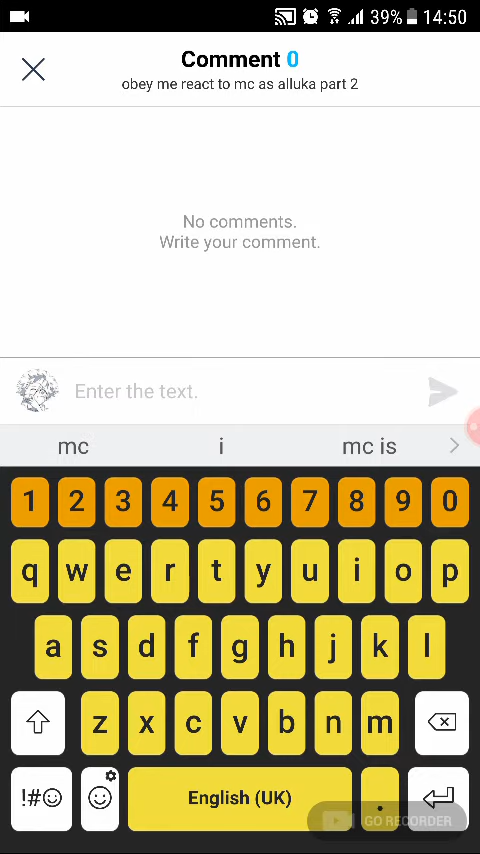 39% 14:50
Comment 0
obey me react to mc as alluka part 2
No comments.
Write your comment.
Enter the text.
mc i mc is
1 2 3 4 5 6 7 8 9 0
q w e r t y u i o p
a s d f g h j k l
z x c v b n m
!#☺ English (UK) .
GO RECORDER